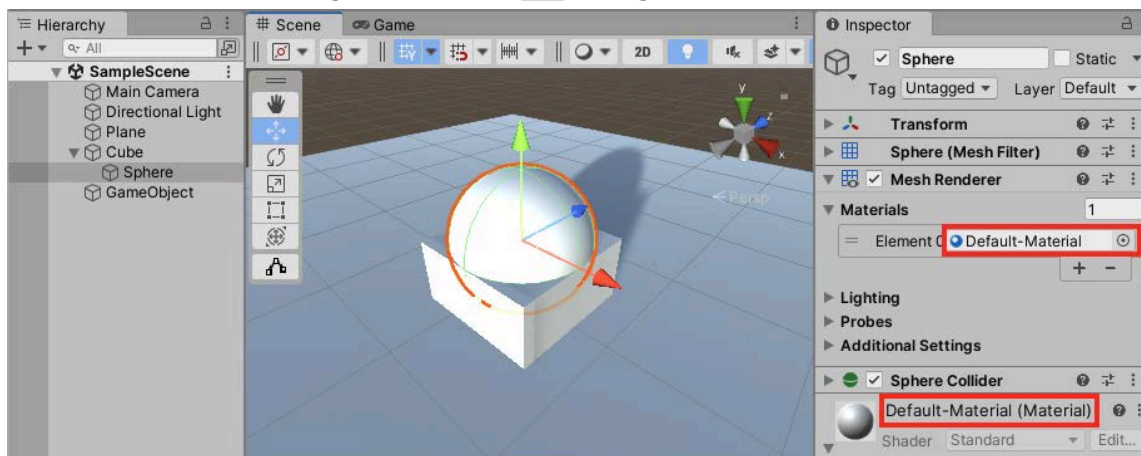 Hierarchy
All
SampleScene
Main Camera
Directional Light
Plane
Cube
Sphere
GameObject
Scene
Game
2D
y
z
x
Persp
Inspector
Sphere
Static
Tag Untagged Layer Default
Transform
Sphere (Mesh Filter)
Mesh Renderer
Materials 1
Element Default-Material
+ -
Lighting
Probes
Additional Settings
Sphere Collider
Default-Material (Material)
Shader Standard Edit...